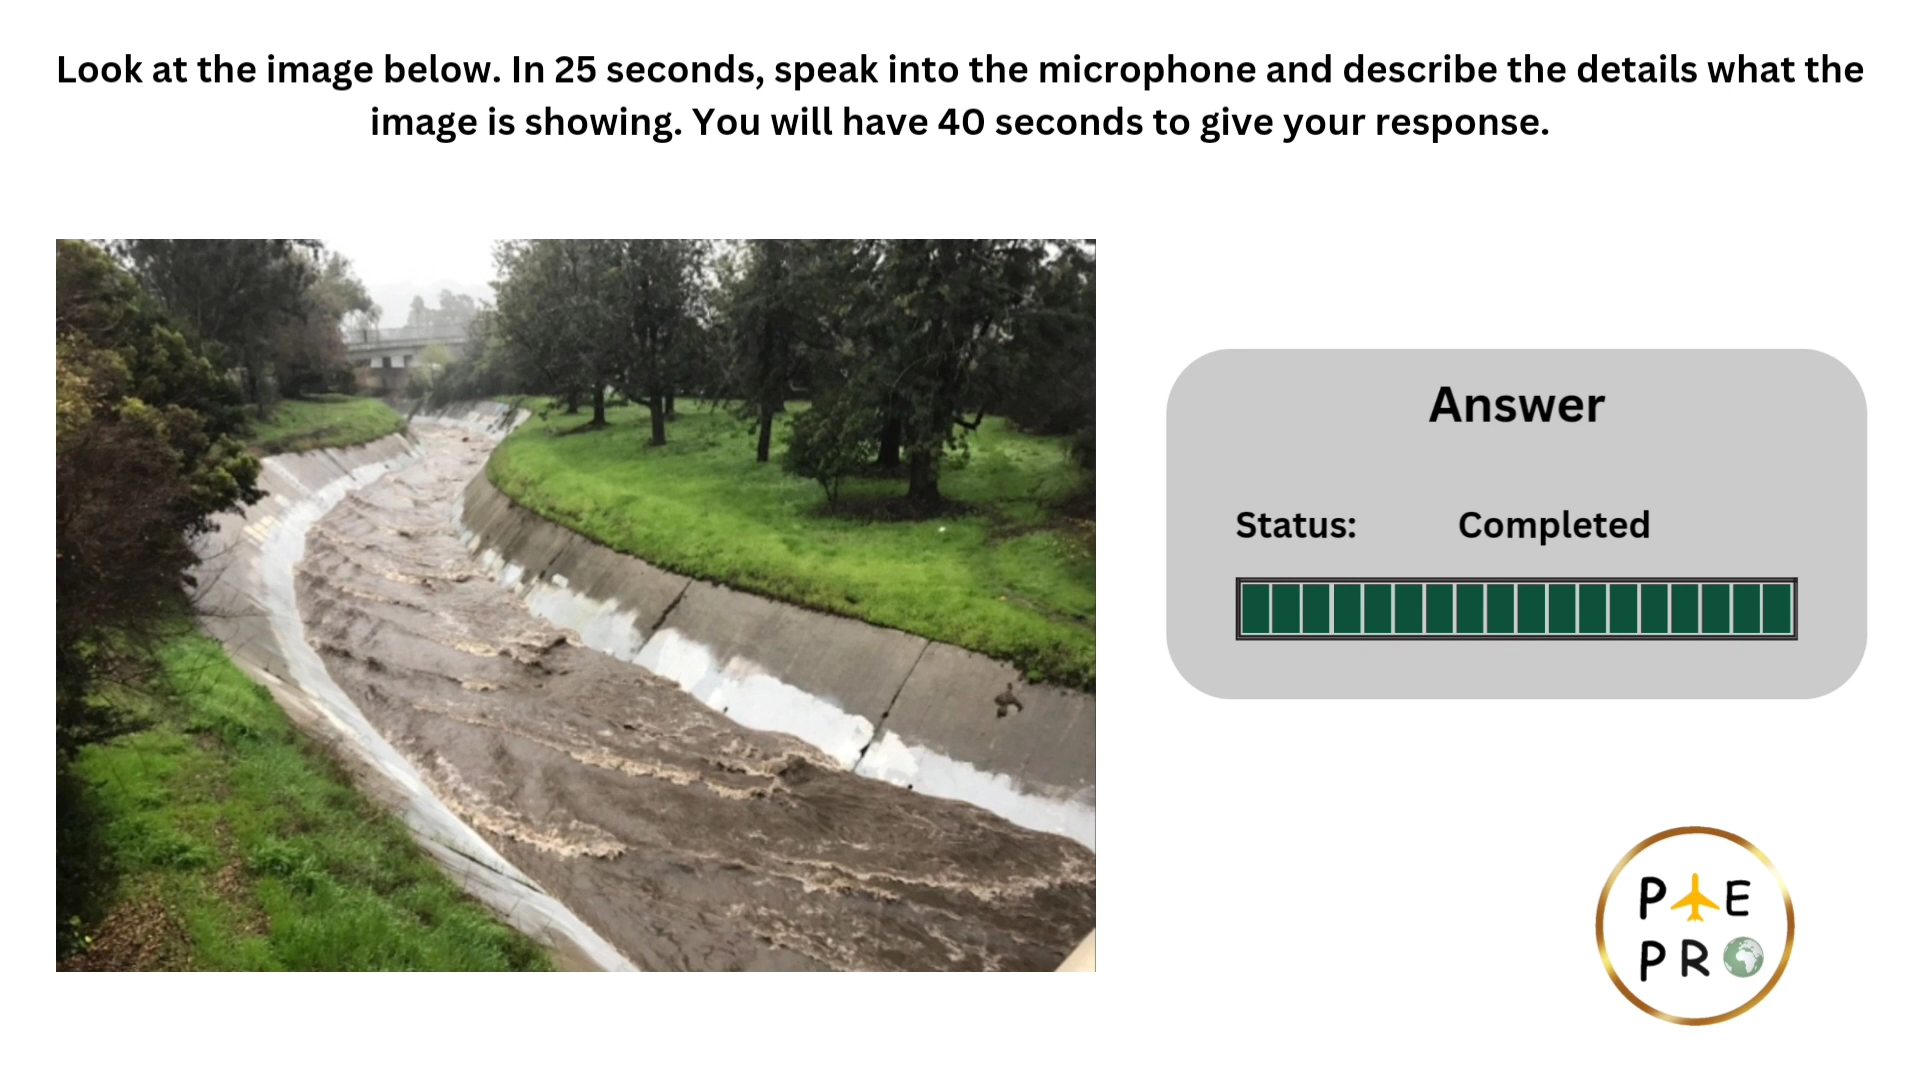 Look at the image below. In 25 seconds, speak into the microphone and describe the details what the
image is showing. You will have 40 seconds to give your response.
Answer
Status: Completed
P E
PR